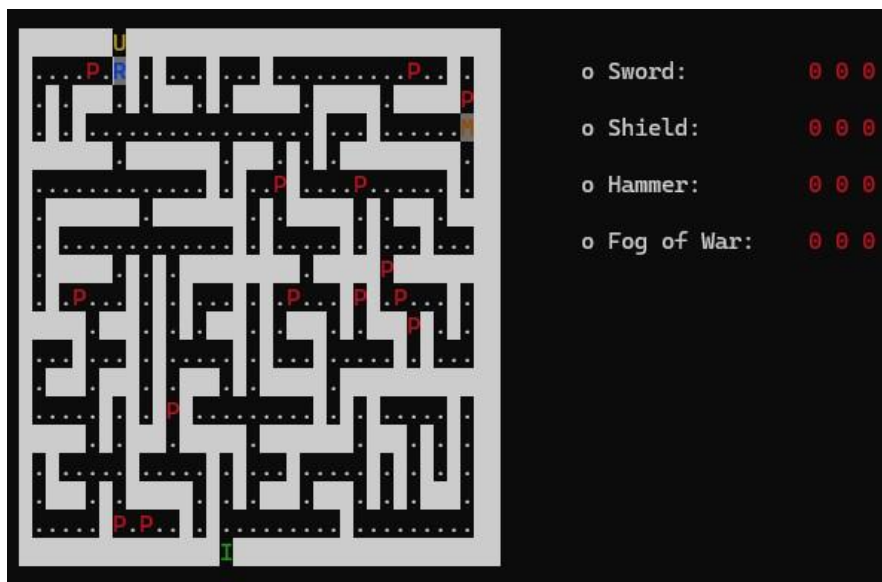 U
....P.R . ... ... ..........P.. . o Sword: 0 0 0
. . . . . . . . P
. . ................. ... ......M o Shield: 0 0 0
. . . . . .
............. . ..P ....P...... . o Hammer: 0 0 0
. . . . . . .
. ............. . ..... . ... ... o Fog of War: 0 0 0
. . . . . P
. .P... . . ... . .P... P .P... .
. . . . . . . . P . .
... ... . ..... . ... ..... . ...
. . . . . .
..... . . P ......... . . ..... .
. . . . . . . .
. ..... ..... . ... ..... . . . .
. . . . . . . . . .
..... P.P.. . ......... .........
I